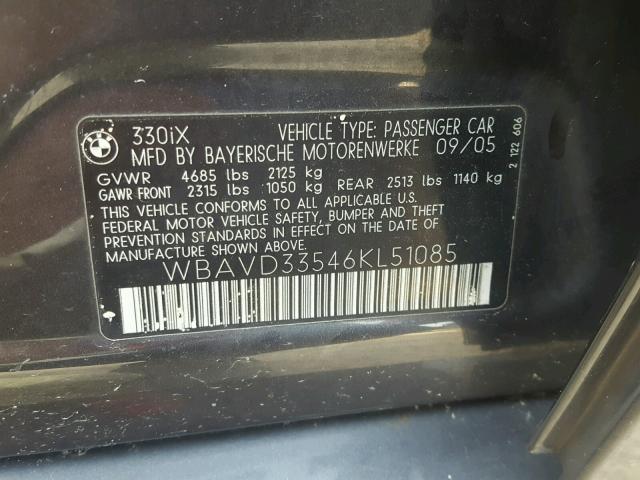 330iX VEHICLE TYPE: PASSENGER CAR
MFD BY BAYERISCHE MOTORENWERKE 09/05
GVWR 4685 lbs 2125 kg
GAWR FRONT 2315 lbs 1050 kg REAR 2513 lbs 1140 kg
THIS VEHICLE CONFORMS TO ALL APPLICABLE
FEDERAL MOTOR VEHICLE SAFETY, BUMPER AND THEFT
PREVENTION STANDARDS IN EFFECT ON THE DATE OF
MANUFACTURE SHOWN ABOVE.
WBAVD33546KL51085
2 122 606